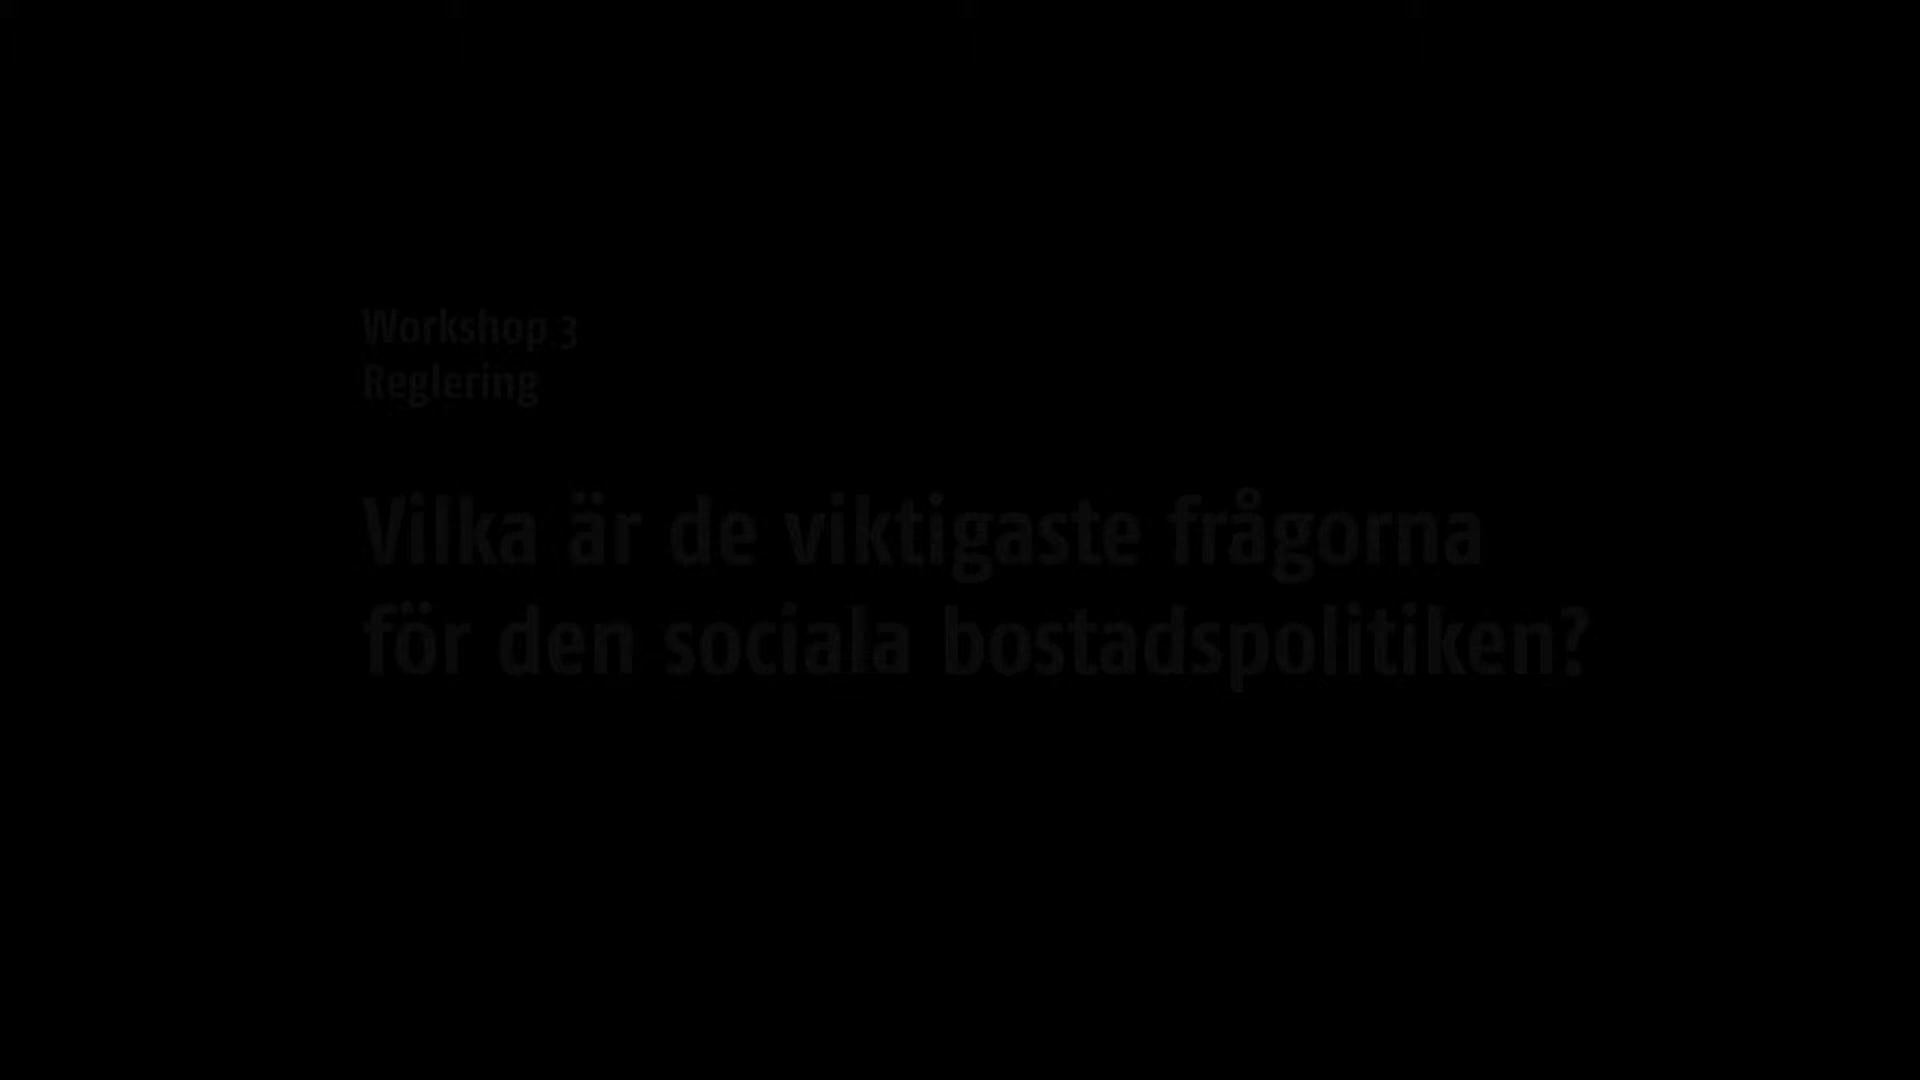 Workshop 3
Reglering
Vilka är de viktigaste frågorna
för den sociala bostadspolitiken?